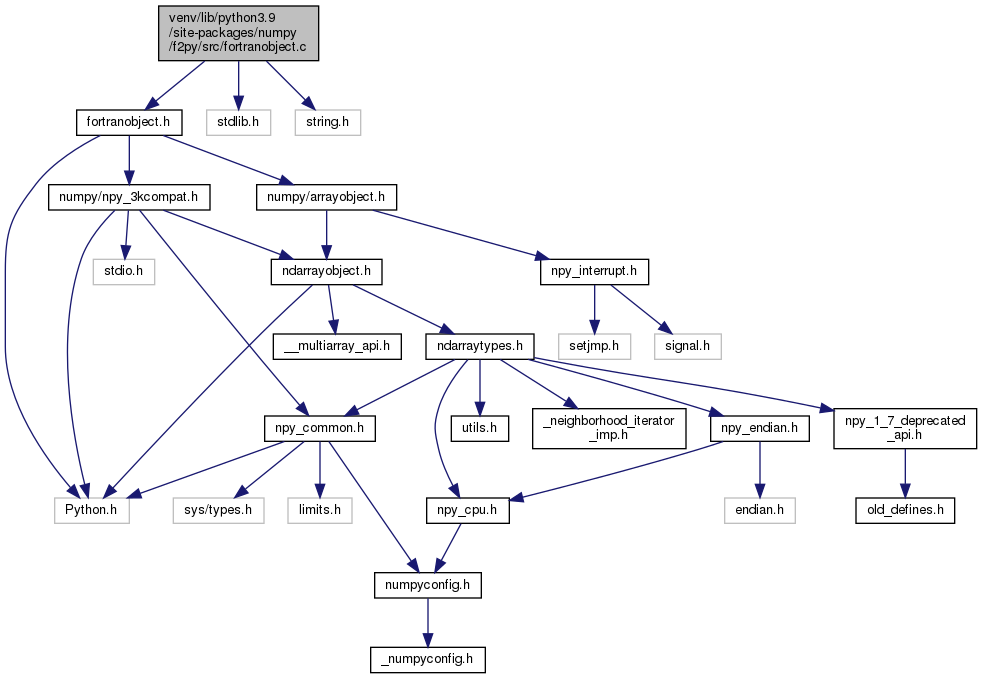 venv/lib/python3.9
/site-packages/numpy
/f2py/src/fortranobject.c
fortranobject.h
stdlib.h
string.h
numpy/npy_3kcompat.h
numpy/arrayobject.h
stdio.h
ndarrayobject.h
npy_interrupt.h
__multiarray_api.h
ndarraytypes.h
setjmp.h
signal.h
npy_common.h
utils.h
_neighborhood_iterator
_imp.h
npy_endian.h
npy_1_7_deprecated
_api.h
Python.h
sys/types.h
limits.h
npy_cpu.h
endian.h
old_defines.h
numpyconfig.h
_numpyconfig.h